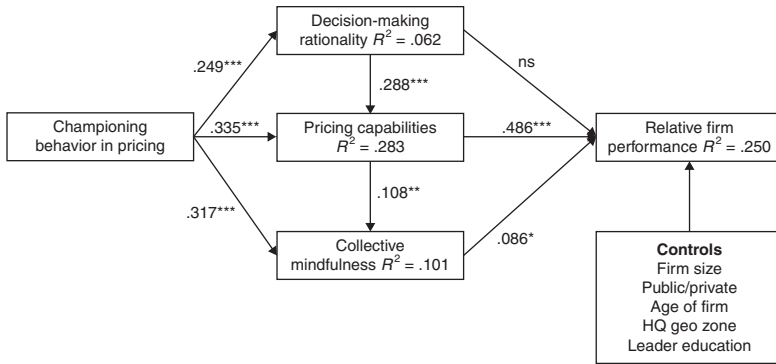 Decision-making
rationality R² = .062
.249***
ns
.288***
Championing
behavior in pricing
.335***
Pricing capabilities
R² = .283
.486***
Relative firm
performance R² = .250
.108**
.317***
.086*
Collective
mindfulness R² = .101
Controls
Firm size
Public/private
Age of firm
HQ geo zone
Leader education